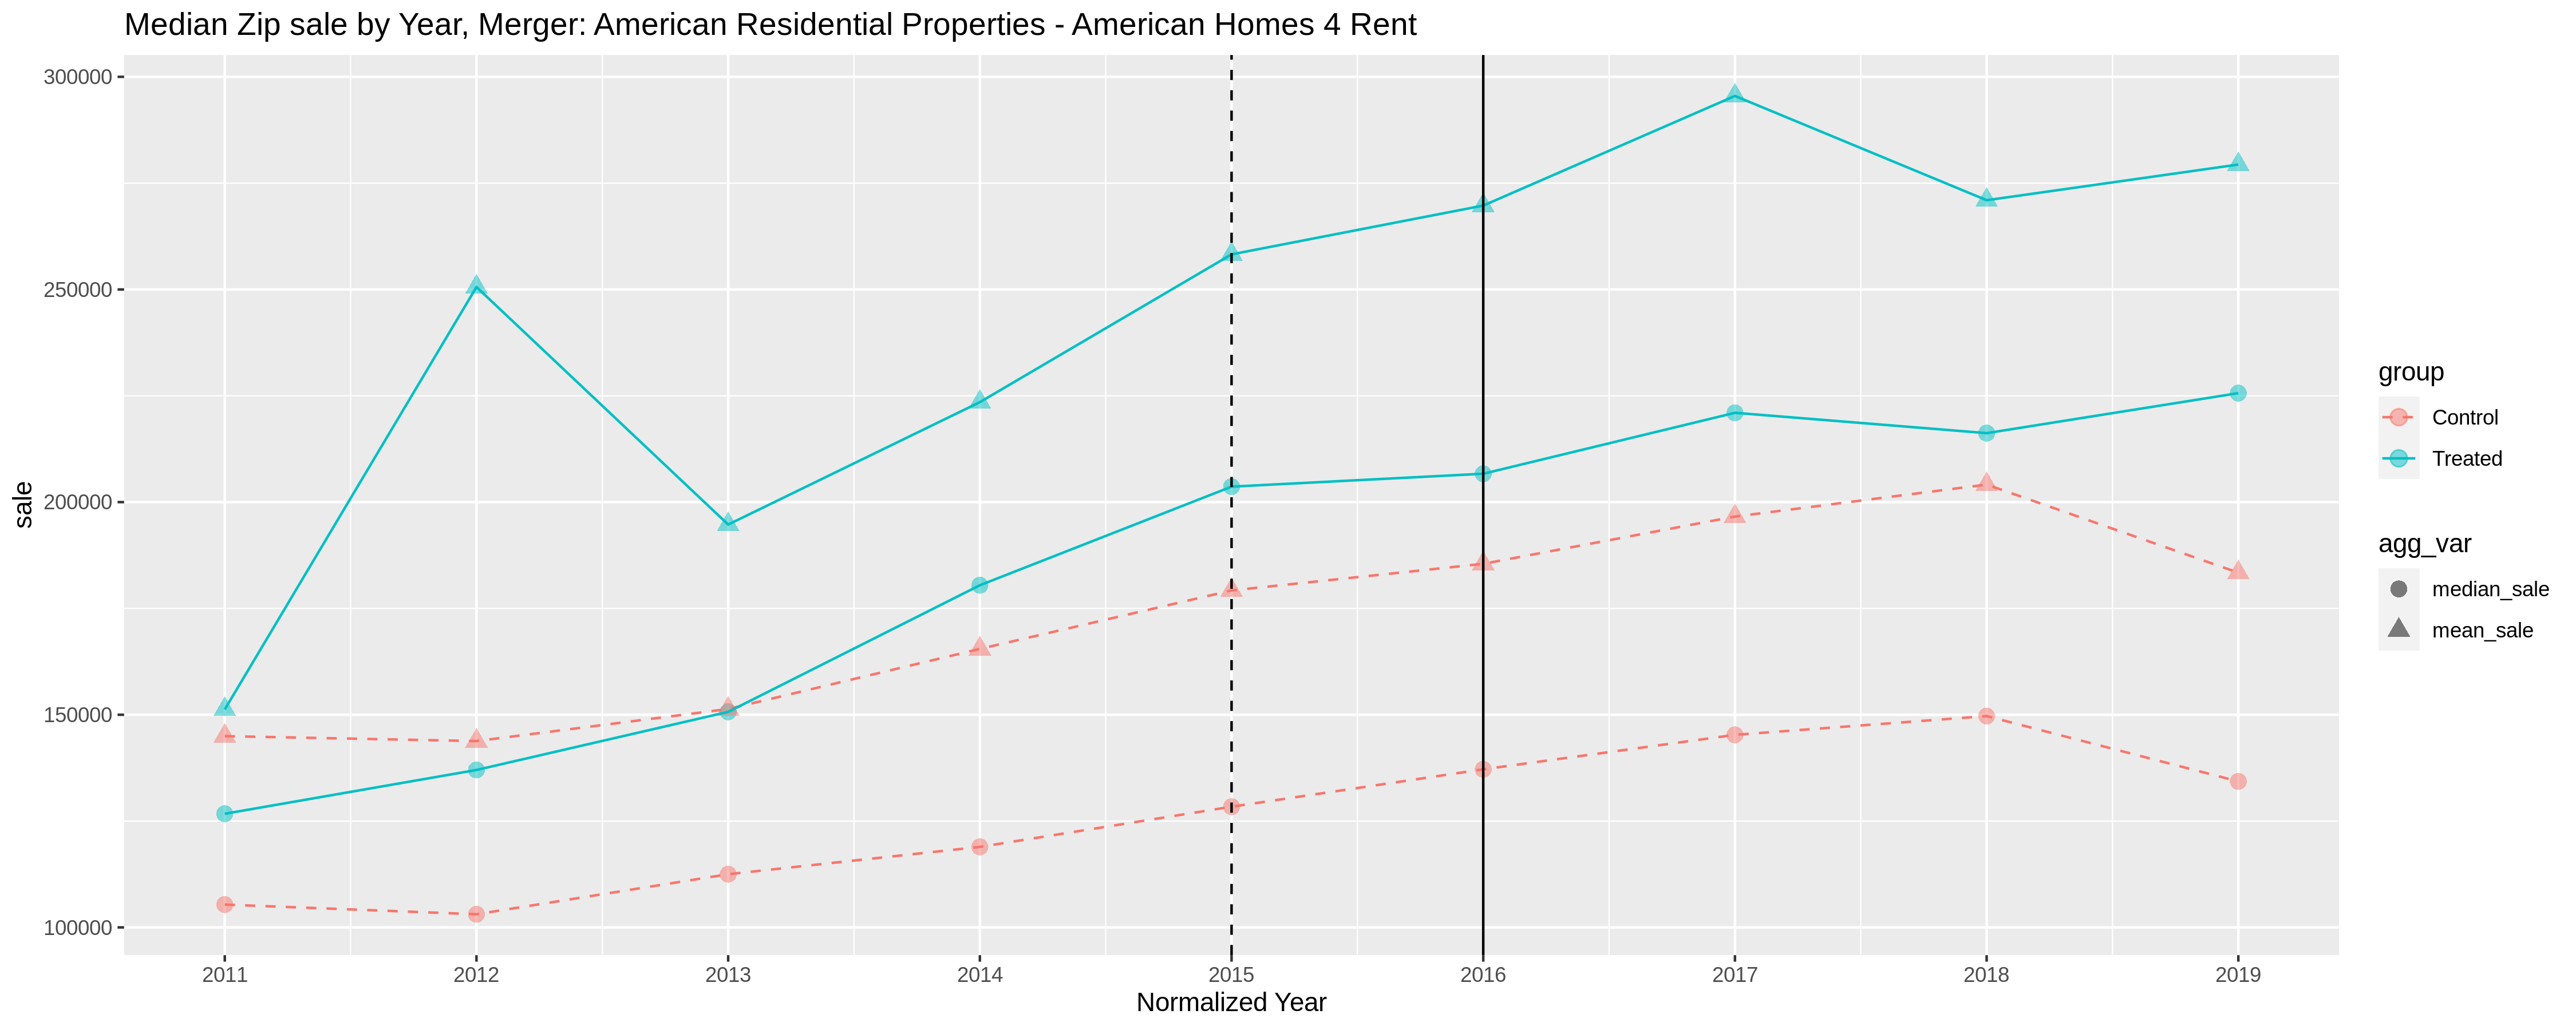 Median Zip sale by Year, Merger: American Residential Properties - American Homes 4 Rent
300000
250000
200000
150000
100000
sale
2011 2012 2013 2014 2015 2016 2017 2018 2019
Normalized Year
group
Control
Treated
agg_var
median_sale
mean_sale